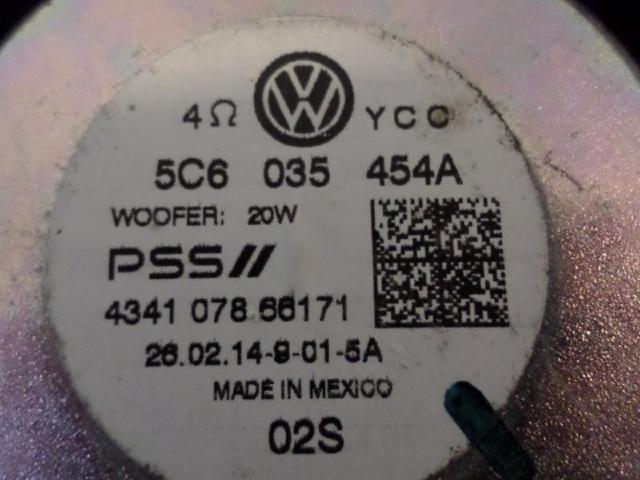 4Ω YCC
5C6 035 454A
WOOFER: 20W
PSS//
4341 078 66171
26.02.14-9-01-5A
MADE IN MEXICO
02S